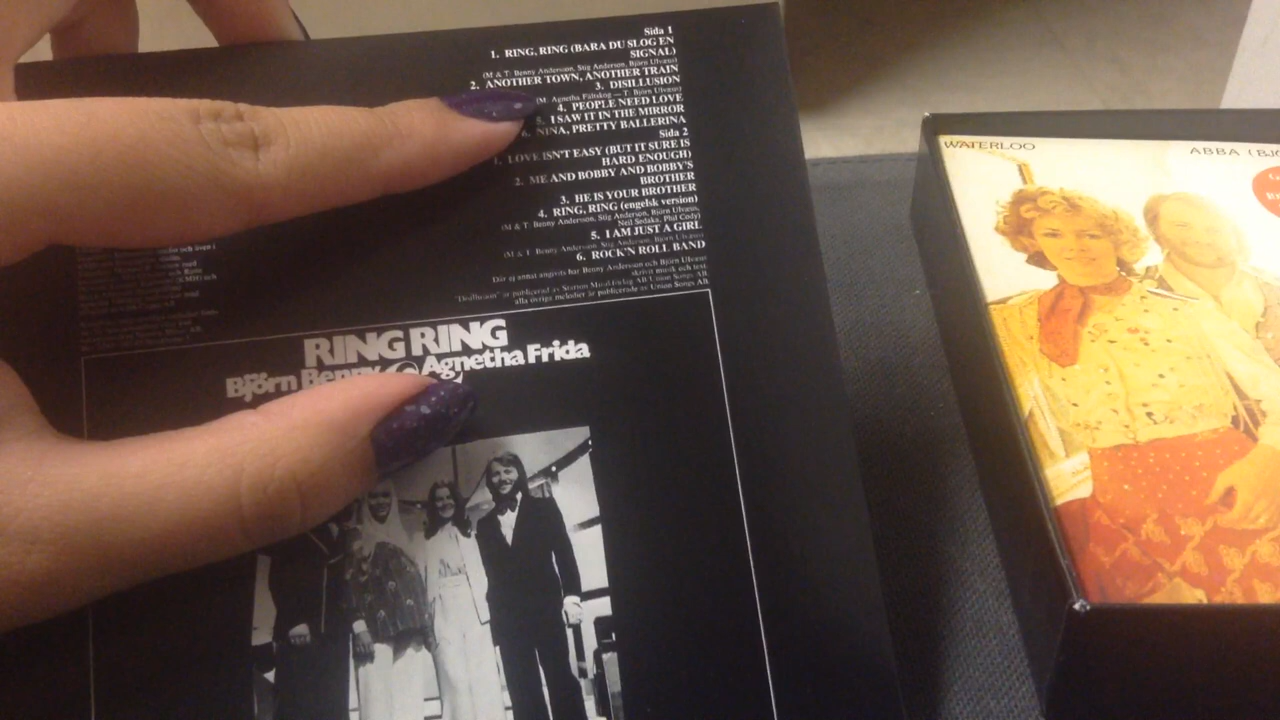 Sida 1
1. RING, RING (BARA DU SLOG EN
SIGNAL)
(M & T: Benny Andersson, Stig Anderson, Björn Ulvæus)
2. ANOTHER TOWN, ANOTHER TRAIN
3. DISILLUSION
(M: Agnetha Fältskog — T: Björn Ulvæus)
4. PEOPLE NEED LOVE
5. I SAW IT IN THE MIRROR
6. NINA, PRETTY BALLERINA
Sida 2
1. LOVE ISN'T EASY (BUT IT SURE IS
HARD ENOUGH)
2. ME AND BOBBY AND BOBBY'S
BROTHER
3. HE IS YOUR BROTHER
4. RING, RING (engelsk version)
(M & T: Benny Andersson, Stig Anderson, Björn Ulvæus,
Neil Sedaka, Phil Cody)
5. I AM JUST A GIRL
(M & T: Benny Andersson, Stig Anderson, Björn Ulvæus)
6. ROCK'N ROLL BAND
Där ej annat angivits har Benny Andersson och Björn Ulvæus
skrivit musik och text.
"Disillusion" är publicerad av Sweden Music Förlag AB/Union Songs AB
alla övriga melodier är publicerade av Union Songs AB
RING RING
Björn Benny & Agnetha Frida
WATERLOO
ABBA (BJÖ